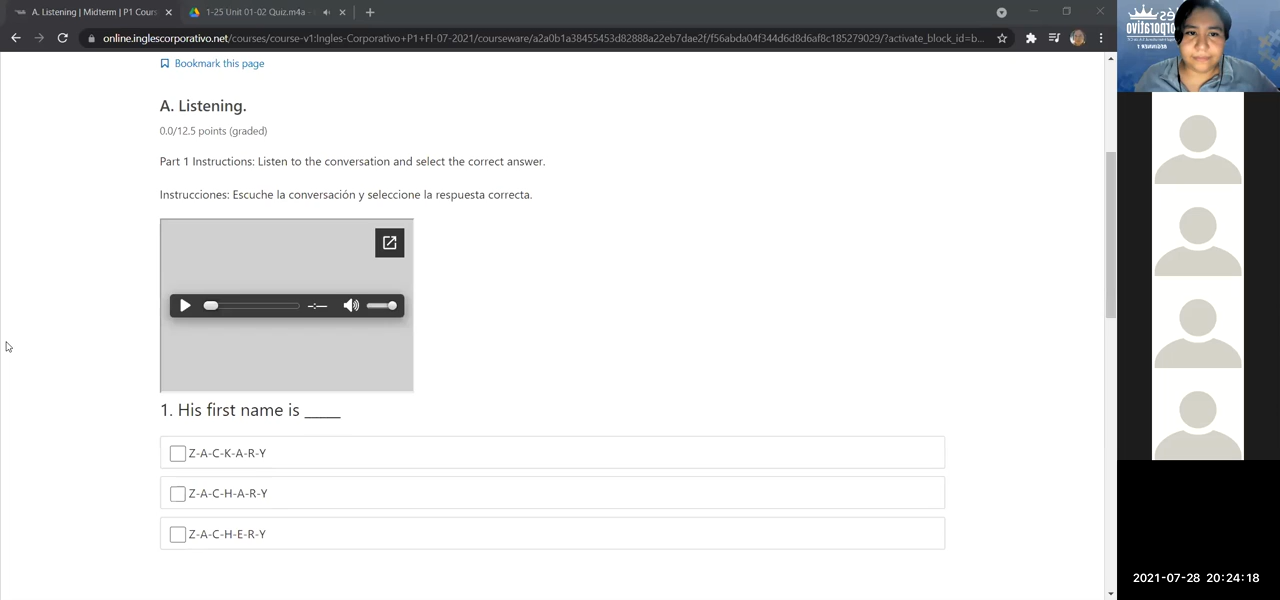 A. Listening | Midterm | P1 Cours
1-25 Unit 01-02 Quiz.m4a -
online.inglescorporativo.net/courses/course-v1:Ingles-Corporativo+P1+FI-07-2021/courseware/a2a0b1a38455453d82888a22eb7dae2f/f56abda04f344d6d8d6af8c185279029/?activate_block_id=b...
Bookmark this page
A. Listening.
0.0/12.5 points (graded)
Part 1 Instructions: Listen to the conversation and select the correct answer.
Instrucciones: Escuche la conversación y seleccione la respuesta correcta.
-:--
1. His first name is _____
Z-A-C-K-A-R-Y
Z-A-C-H-A-R-Y
Z-A-C-H-E-R-Y
2021-07-28 20:24:18